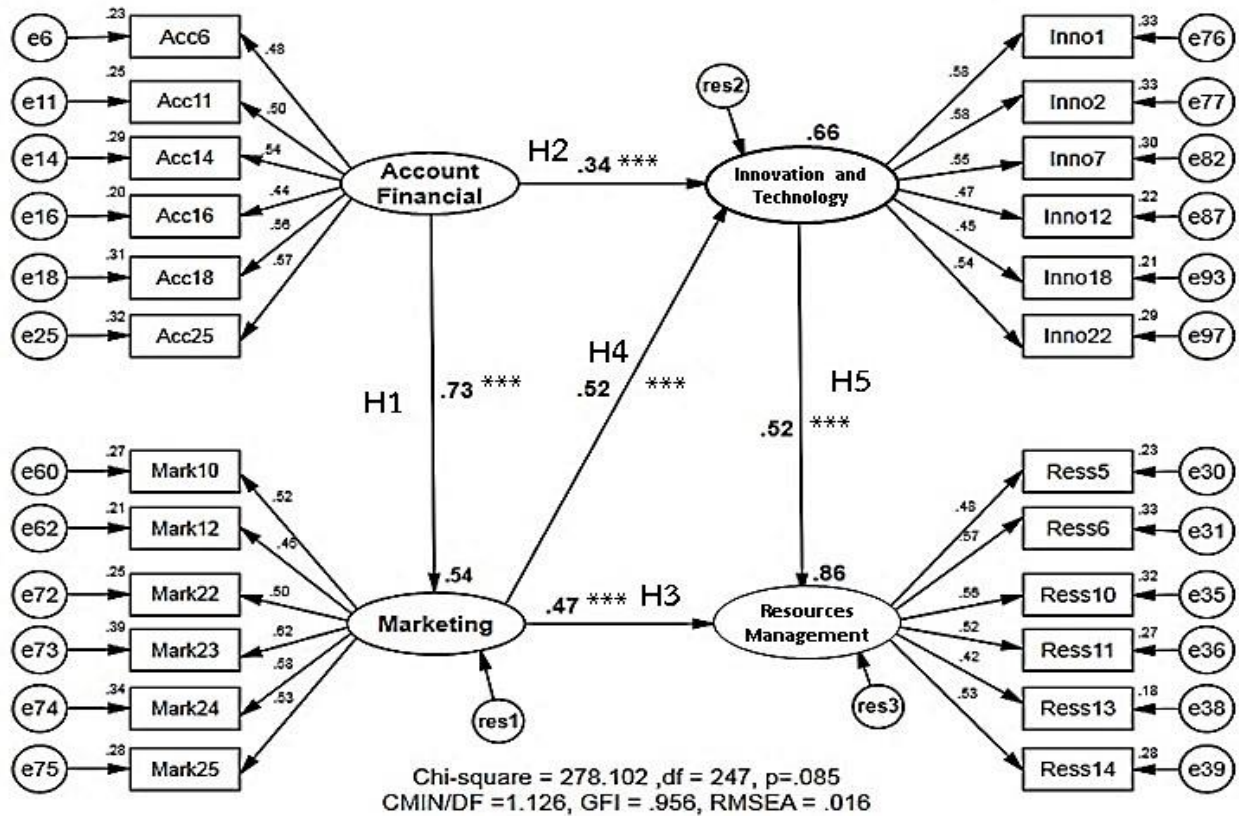 e6
.23
Acc6
.48
e11
.25
Acc11
.50
e14
.29
Acc14
.54
e16
.20
Acc16
.44
e18
.31
Acc18
.56
e25
.32
Acc25
.57
Account
Financial
H2
.34 ***
res2
.66
Innovation and
Technology
.58
Inno1
.33
e76
.58
Inno2
.33
e77
.55
Inno7
.30
e82
.47
Inno12
.22
e87
.45
Inno18
.21
e93
.54
Inno22
.29
e97
H1
.73 ***
H4
.52 ***
H5
.52 ***
e60
.27
Mark10
.52
e62
.21
Mark12
.46
e72
.25
Mark22
.50
e73
.39
Mark23
.62
e74
.34
Mark24
.58
e75
.28
Mark25
.53
.54
Marketing
res1
.47 *** H3
.86
Resources
Management
res3
.48
Ress5
.23
e30
.57
Ress6
.33
e31
.56
Ress10
.32
e35
.52
Ress11
.27
e36
.42
Ress13
.18
e38
.53
Ress14
.28
e39
Chi-square = 278.102 ,df = 247, p=.085
CMIN/DF =1.126, GFI = .956, RMSEA = .016